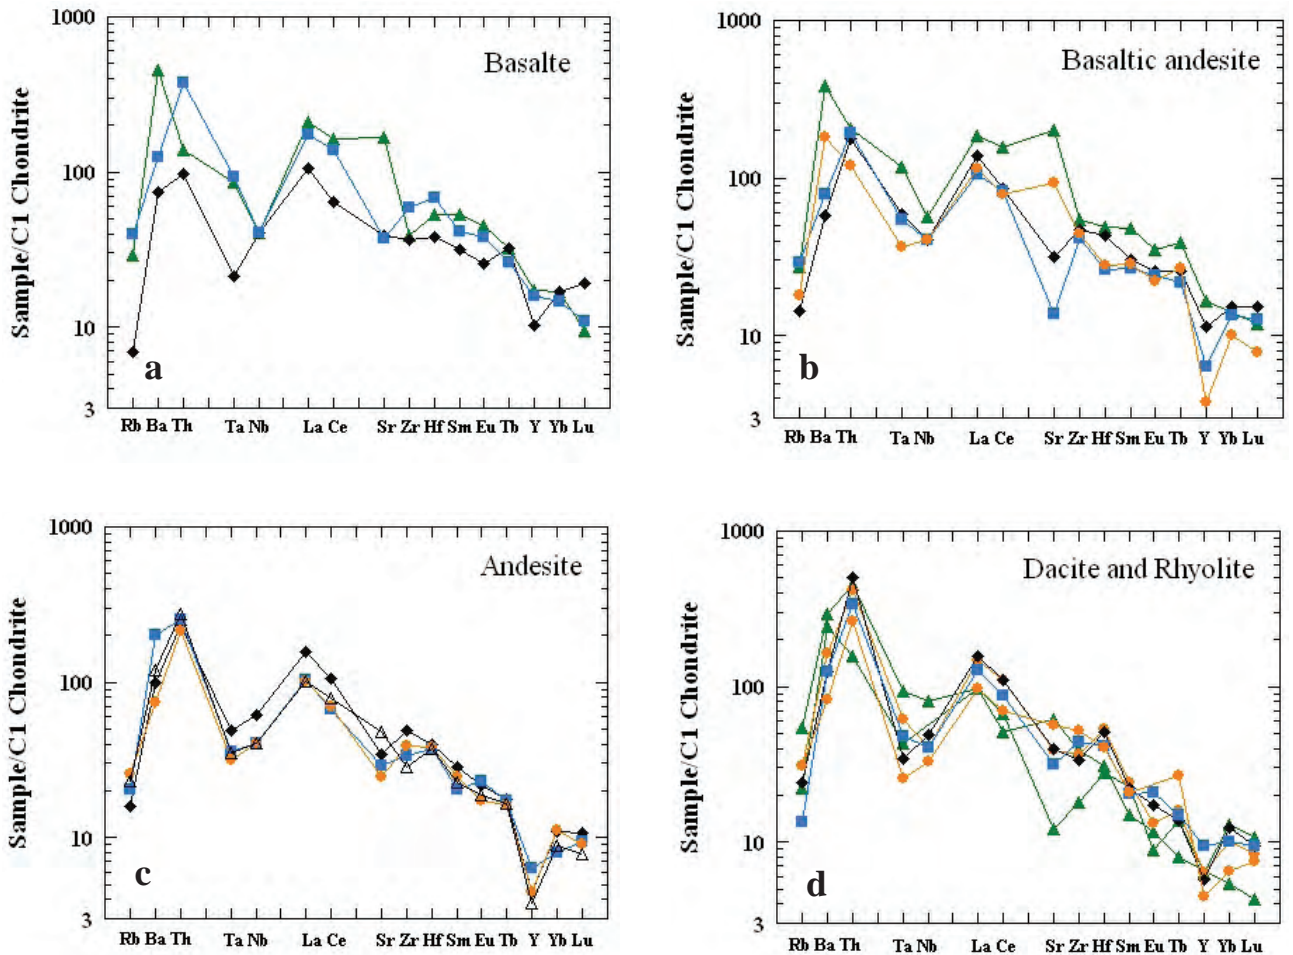 Basalte
Sample/C1 Chondrite
1000
100
10
3
a
Rb Ba Th Ta Nb La Ce Sr Zr Hf Sm Eu Tb Y Yb Lu
Basaltic andesite
Sample/C1 Chondrite
1000
100
10
3
b
Rb Ba Th Ta Nb La Ce Sr Zr Hf Sm Eu Tb Y Yb Lu
Andesite
Sample/C1 Chondrite
1000
100
10
3
c
Rb Ba Th Ta Nb La Ce Sr Zr Hf Sm Eu Tb Y Yb Lu
Dacite and Rhyolite
Sample/C1 Chondrite
1000
100
10
3
d
Rb Ba Th Ta Nb La Ce Sr Zr Hf Sm Eu Tb Y Yb Lu